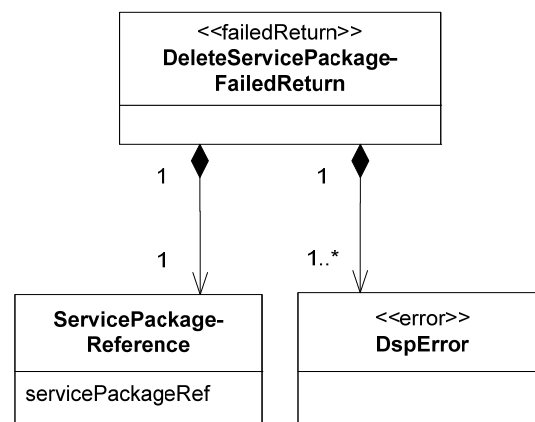 <<failedReturn>>
DeleteServicePackage-
FailedReturn
1
1
1
1..*
ServicePackage-
Reference
servicePackageRef
<<error>>
DspError